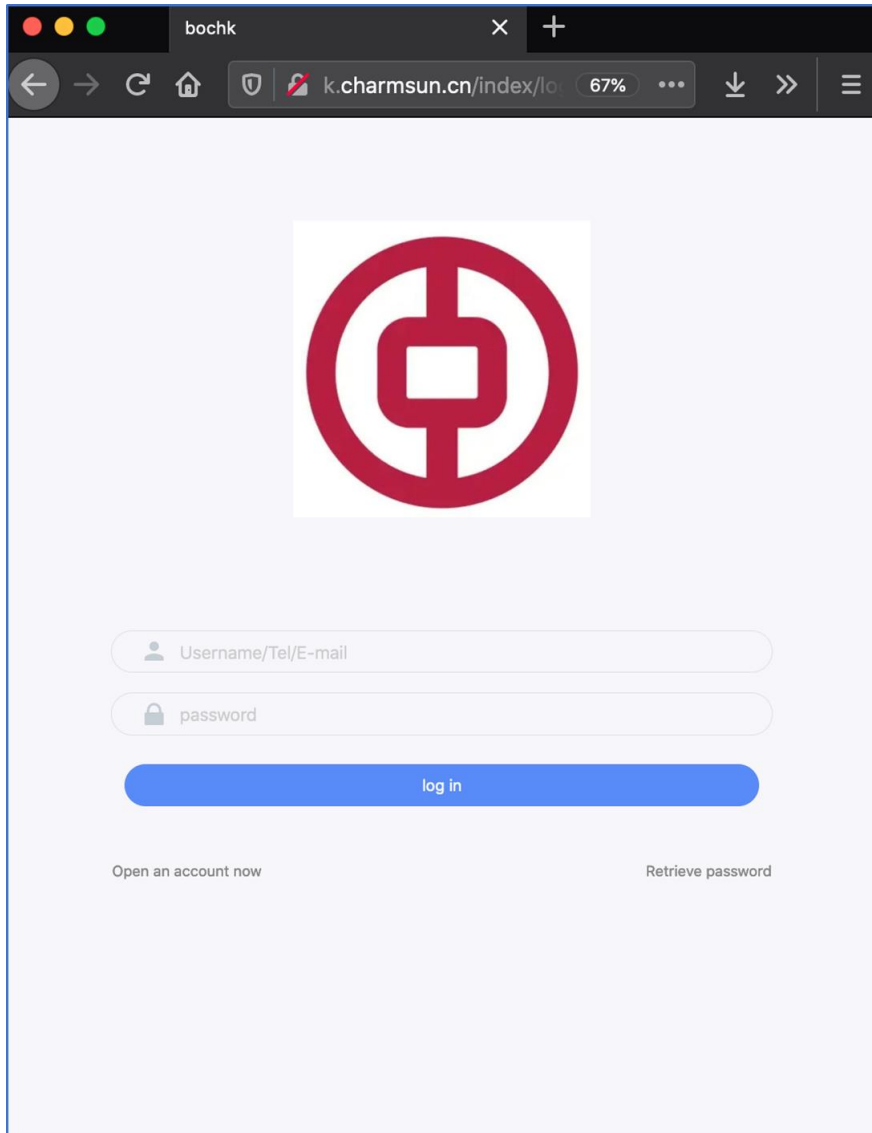 bochk
k.charmsun.cn/index/lo 67%
Username/Tel/E-mail
password
log in
Open an account now Retrieve password